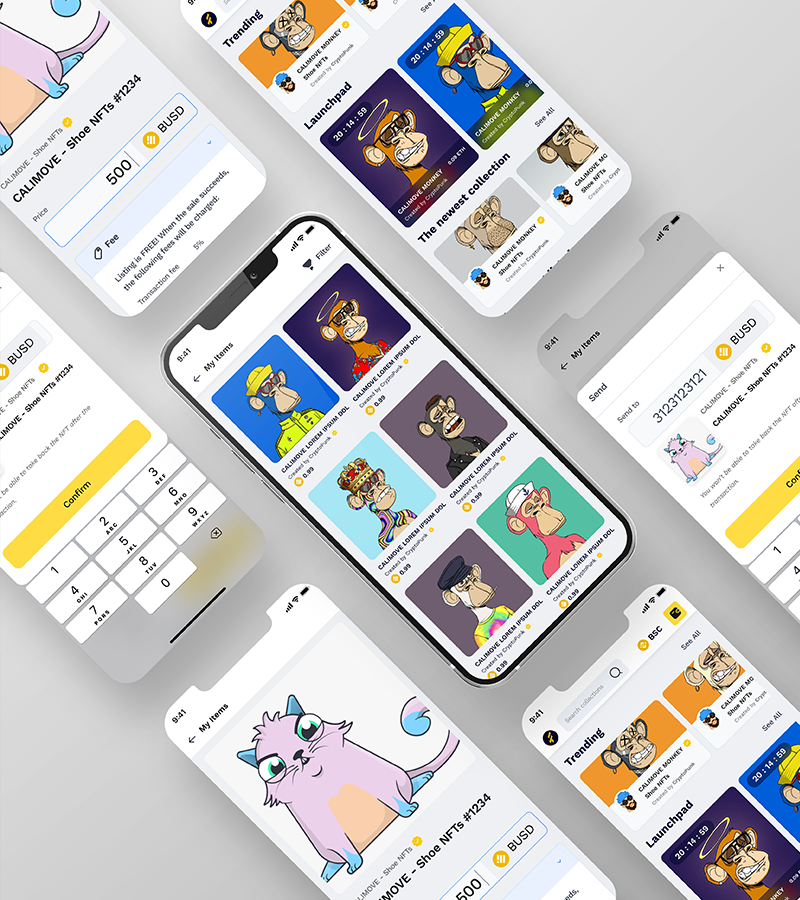 CALIMOVE - Shoe NFTs
CALIMOVE - Shoe NFTs #1234
Price
500
BUSD
Fee
Listing is FREE! When the sale succeeds,
the following fees will be charged:
Transaction fee
5%
Trending
See All
CALIMOVE MONKEY
Shoe NFTs
Created by CryptoPunk
Launchpad
20 : 14 : 59
CALIMOVE MONKEY
Created by CryptoPunk
0.09 ETH
20 : 14 : 59
CALIMOVE MONKEY
Created by CryptoPunk
The newest collection
See All
CALIMOVE MONKEY
Shoe NFTs
Created by CryptoPunk
CALIMOVE MO
Shoe NFTs
Created by Crypt
BUSD
CALIMOVE - Shoe NFTs
CALIMOVE - Shoe NFTs #1234
be able to take back the NFT after the
Confirm
1
2
ABC
3
DEF
4
GHI
5
JKL
6
MNO
7
PQRS
8
TUV
9
WXYZ
0
9:41
My Items
Filter
CALIMOVE LOREM IPSUM DOL
Created by CryptoPunk
0.99
CALIMOVE LOREM IPSUM DOL
Created by CryptoPunk
0.99
CALIMOVE LOREM IPSUM DOL
Created by CryptoPunk
0.99
CALIMOVE LOREM IPSUM DOL
Created by CryptoPunk
0.99
CALIMOVE LOREM IPSUM DOL
Created by CryptoPunk
0.99
CALIMOVE LOREM IPSUM DOL
Created by CryptoPunk
0.99
9:41
My Items
Send
Send to
3123123121
BUSD
CALIMOVE - Shoe NFTs
CALIMOVE - Shoe NFTs #1234
You won't be able to take back the NFT after
transaction.
1
4
9:41
My Items
CALIMOVE - Shoe NFTs
CALIMOVE - Shoe NFTs #1234
500
BUSD
9:41
Search collections
BSC
Trending
See All
CALIMOVE MONKEY
Shoe NFTs
Created by CryptoPunk
CALIMOVE MO
Shoe NFTs
Created by Crypt
Launchpad
See All
20 : 14 : 59
20 : 14 : 59